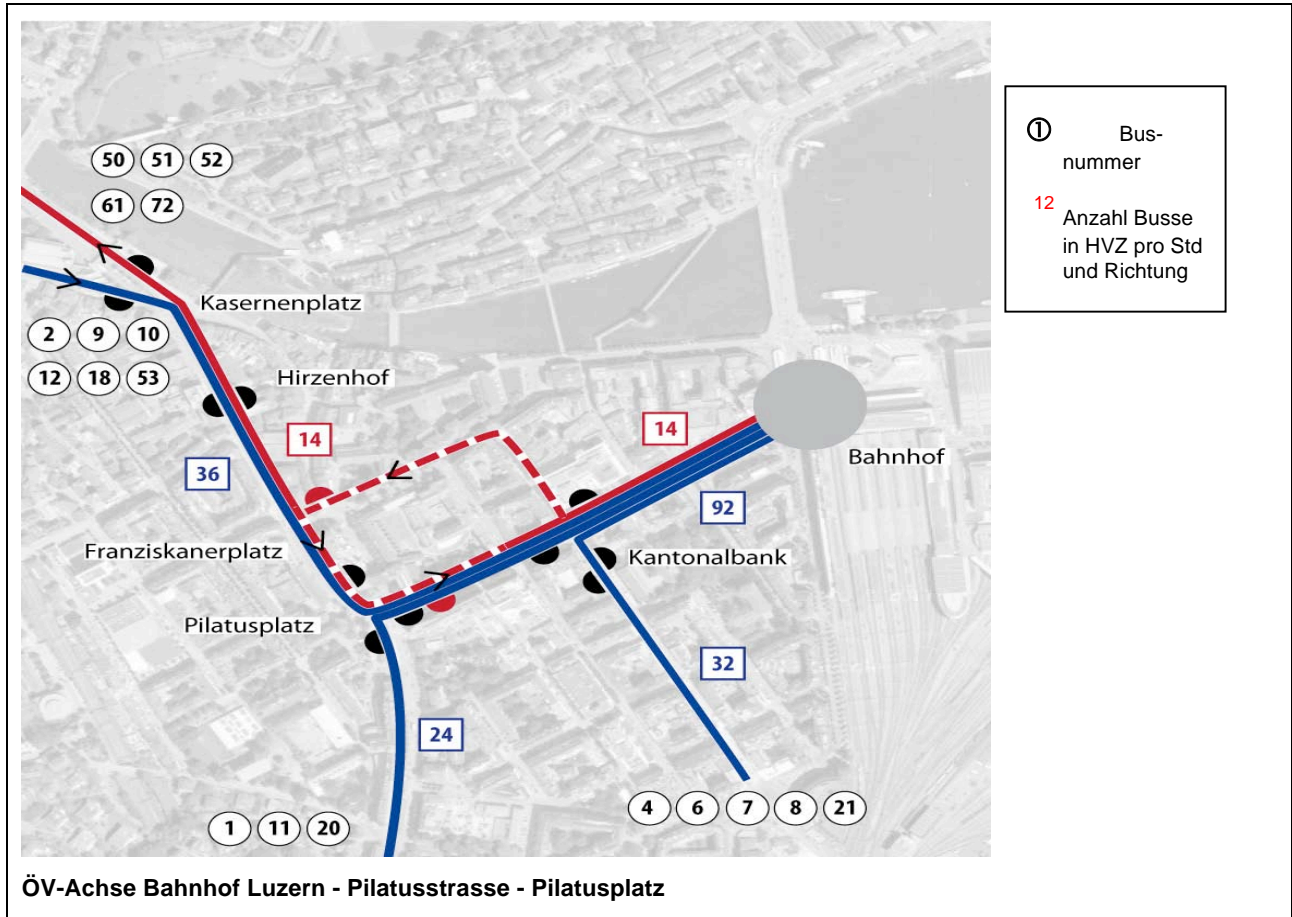 50 51 52
61 72
Kasernenplatz
2 9 10
12 18 53
Hirzenhof
14
14
36
Bahnhof
92
Franziskanerplatz
Kantonalbank
Pilatusplatz
32
24
4 6 7 8 21
1 11 20
① Bus-
nummer
12
Anzahl Busse
in HVZ pro Std
und Richtung
ÖV-Achse Bahnhof Luzern - Pilatusstrasse - Pilatusplatz